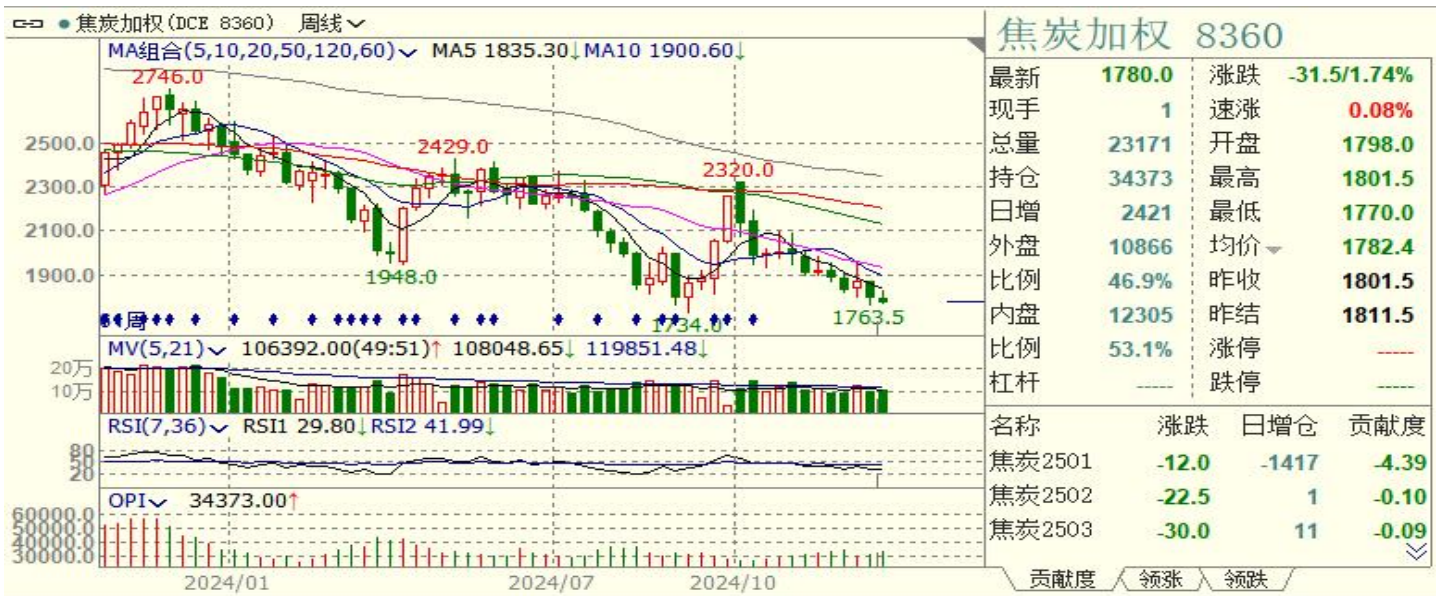 焦炭加权(DCE 8360) 周线
MA组合(5,10,20,50,120,60) MA5 1835.30↓ MA10 1900.60↓
2746.0
2500.0
2429.0
2300.0
2320.0
2100.0
1900.0
1948.0
周
1734.0
1763.5
MV(5,21) 106392.00(49:51)↑ 108048.65↓ 119851.48↓
20万
10万
RSI(7,36) RSI1 29.80↓ RSI2 41.99↓
80
50
20
OPI 34373.00↑
60000.0
50000.0
40000.0
30000.0
2024/01 2024/07 2024/10
焦炭加权 8360
最新 1780.0 涨跌 -31.5/1.74%
现手 1 速涨 0.08%
总量 23171 开盘 1798.0
持仓 34373 最高 1801.5
日增 2421 最低 1770.0
外盘 10866 均价 1782.4
比例 46.9% 昨收 1801.5
内盘 12305 昨结 1811.5
比例 53.1% 涨停 -----
杠杆 ----- 跌停 -----
名称 涨跌 日增仓 贡献度
焦炭2501 -12.0 -1417 -4.39
焦炭2502 -22.5 1 -0.10
焦炭2503 -30.0 11 -0.09
贡献度 领涨 领跌